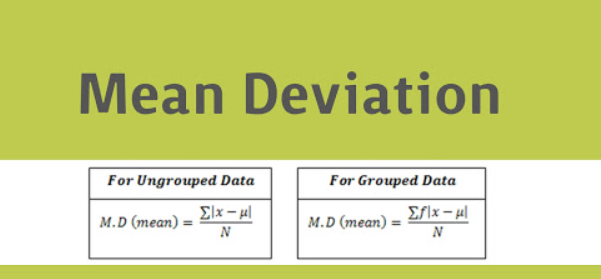 Mean Deviation
For Ungrouped Data
M.D (mean) = ∑|x − μ| / N
For Grouped Data
M.D (mean) = ∑f|x − μ| / N